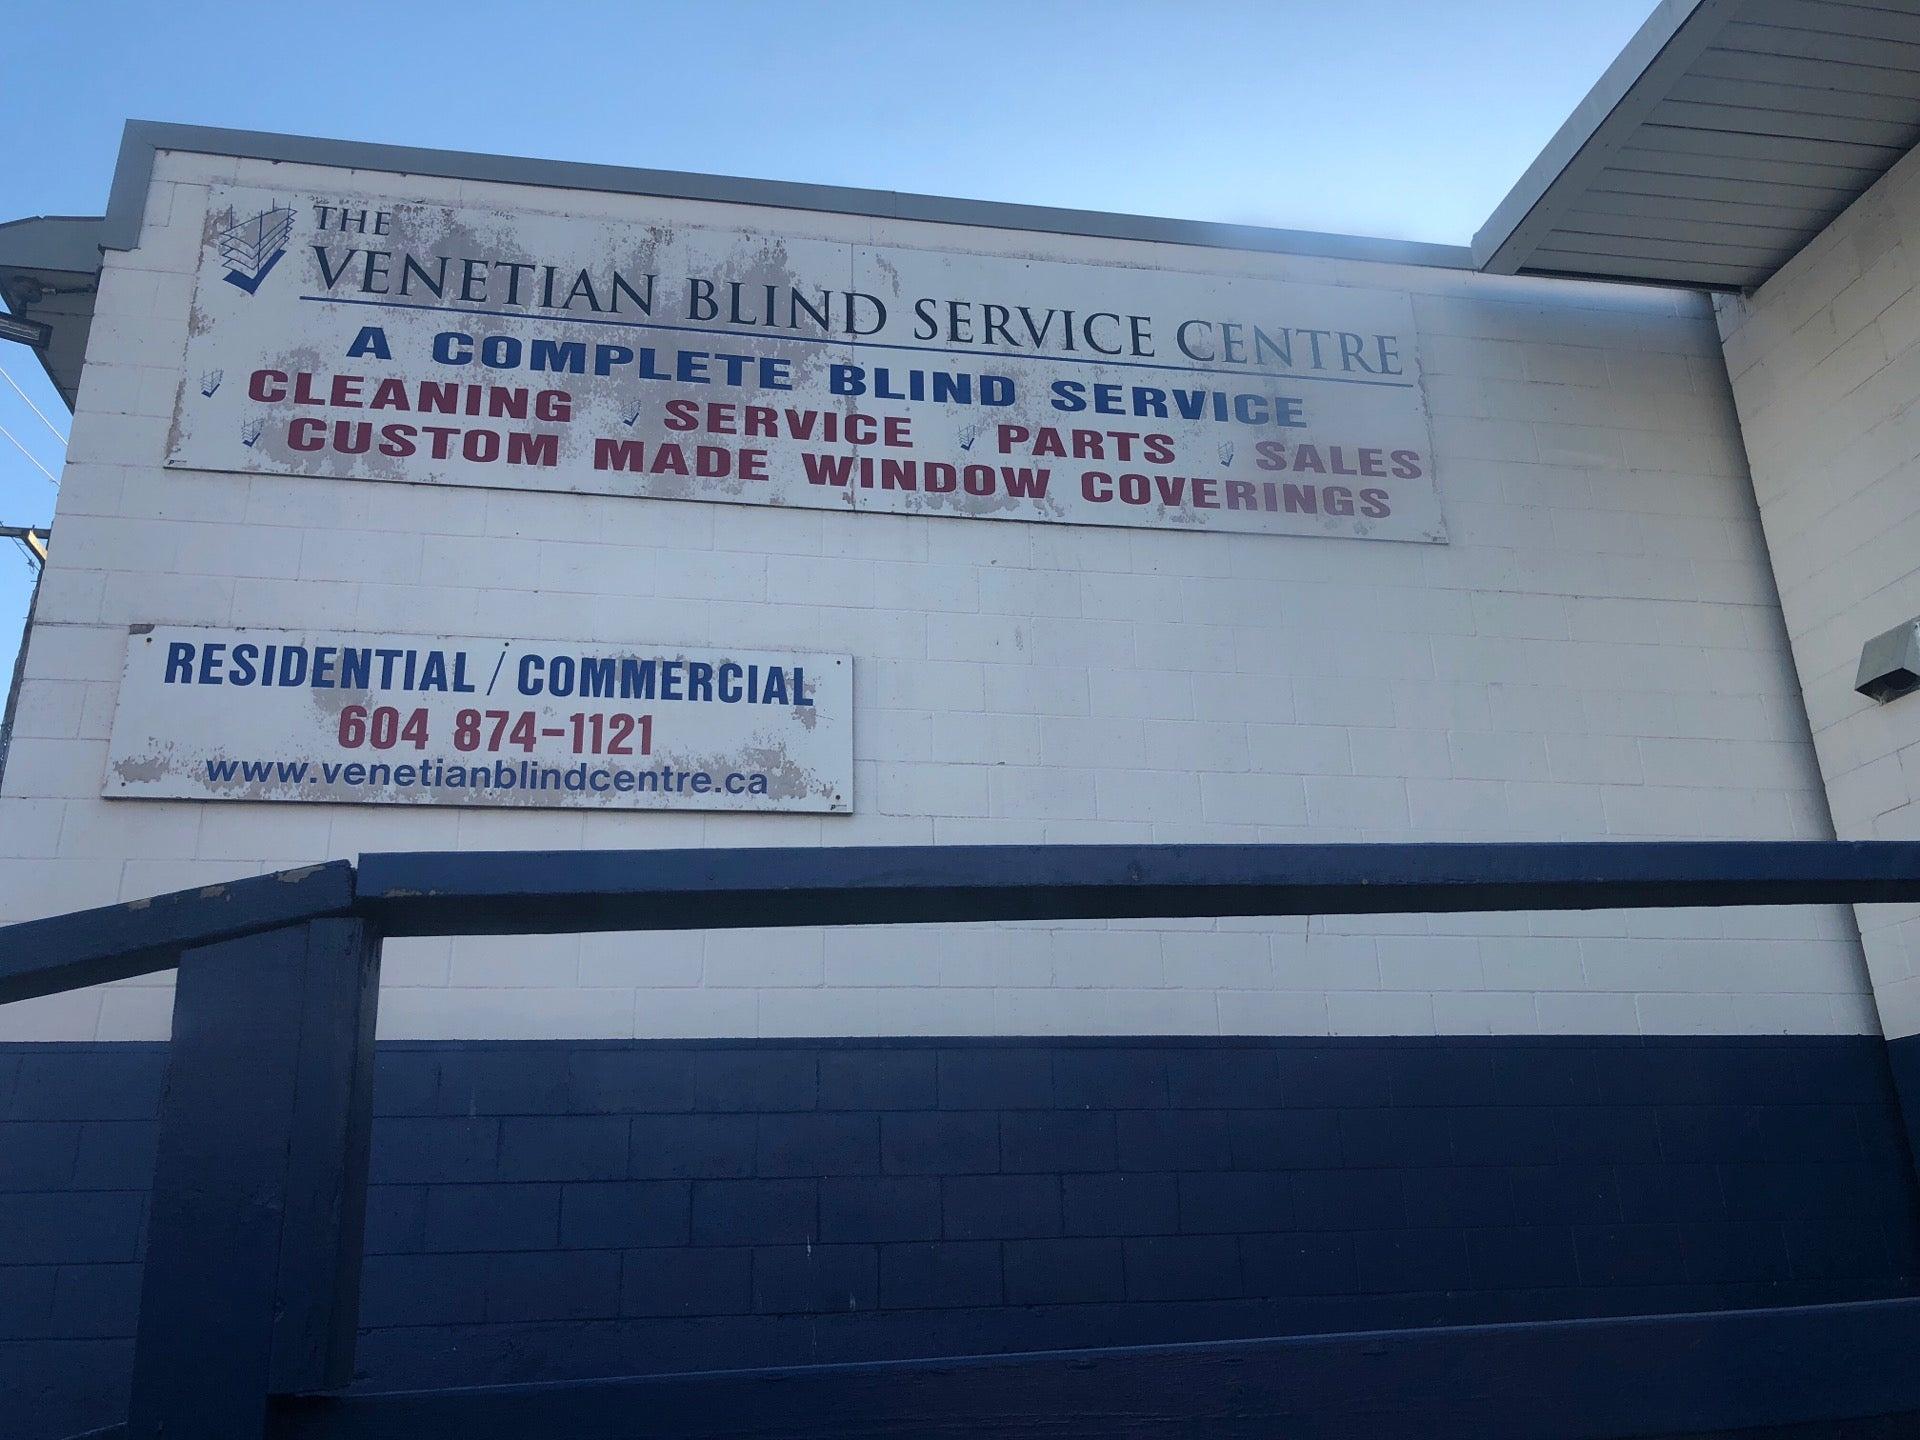 THE
VENETIAN BLIND SERVICE CENTRE
A COMPLETE BLIND SERVICE
CLEANING SERVICE PARTS SALES
CUSTOM MADE WINDOW COVERINGS
RESIDENTIAL / COMMERCIAL
604 874-1121
www.venetianblindcentre.ca